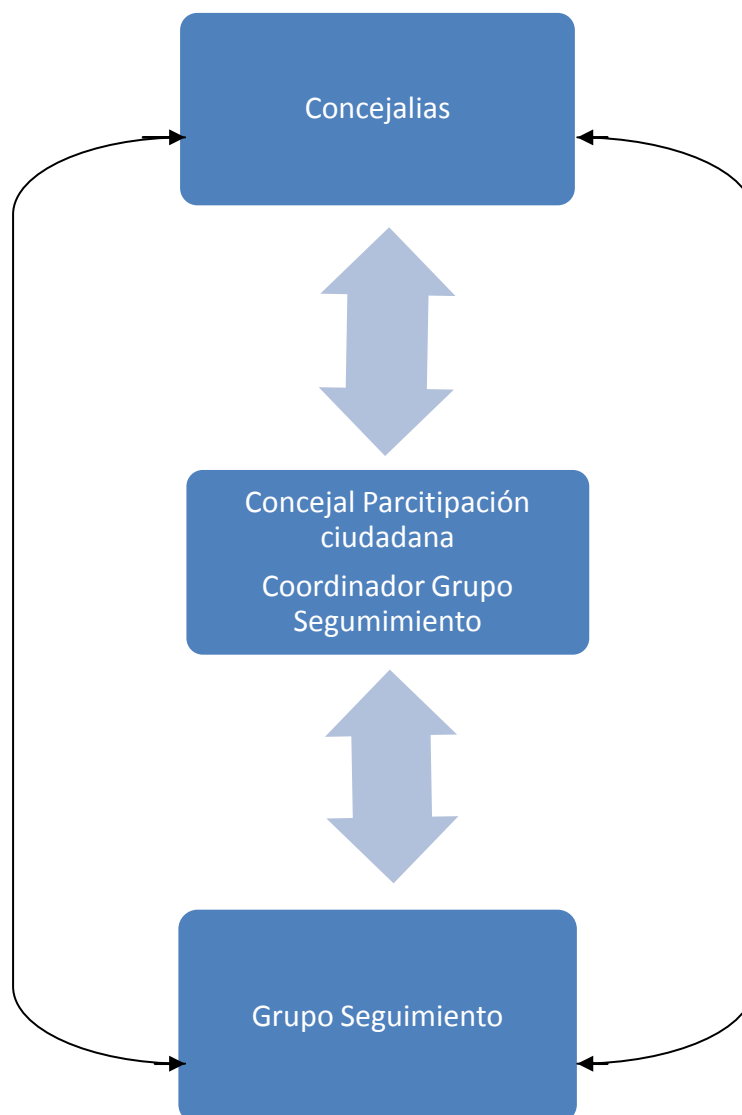 Concejalias
Concejal Parcitipación
ciudadana
Coordinador Grupo
Segumimiento
Grupo Seguimiento